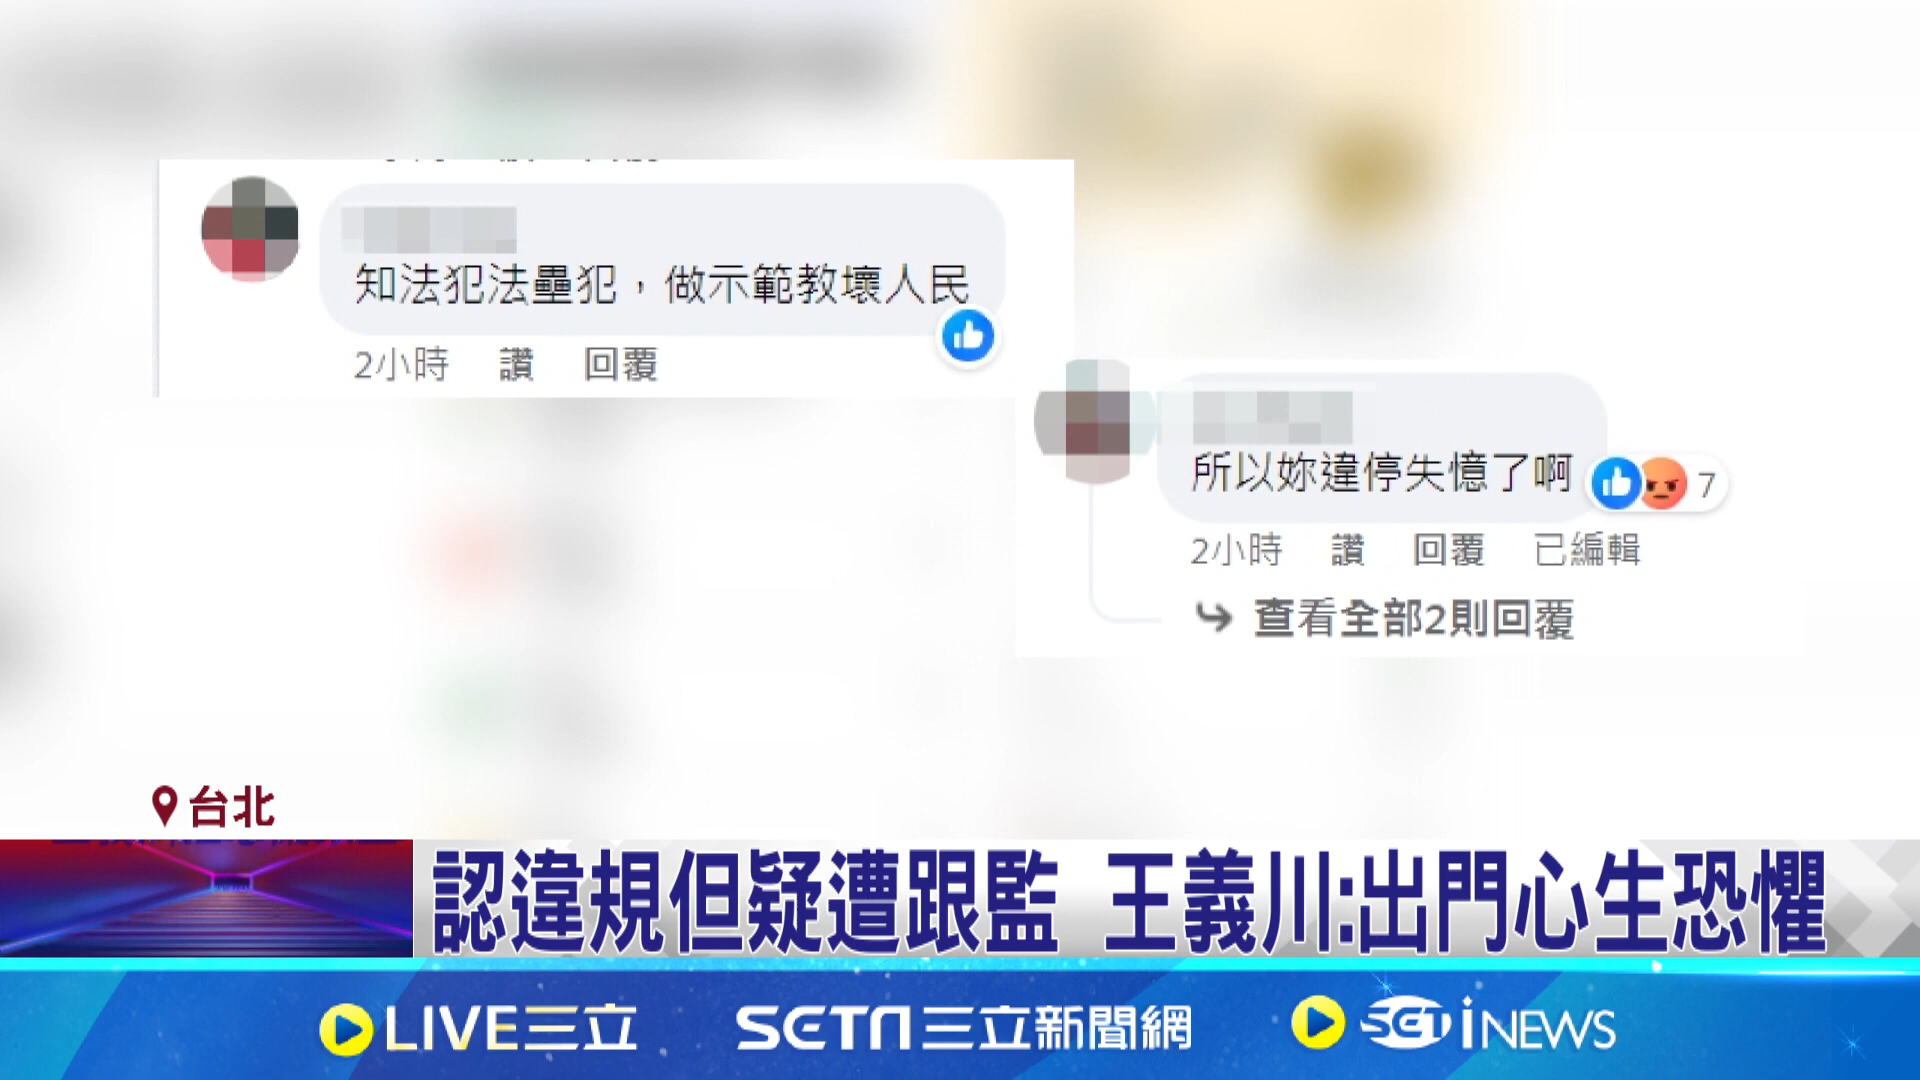 知法犯法壘犯，做示範教壞人民
2小時 讚 回覆
所以妳違停失憶了啊
7
2小時 讚 回覆 已編輯
查看全部2則回覆
台北
認違規但疑遭跟監 王義川:出門心生恐懼
LIVE三立 SETN三立新聞網 SET iNEWS